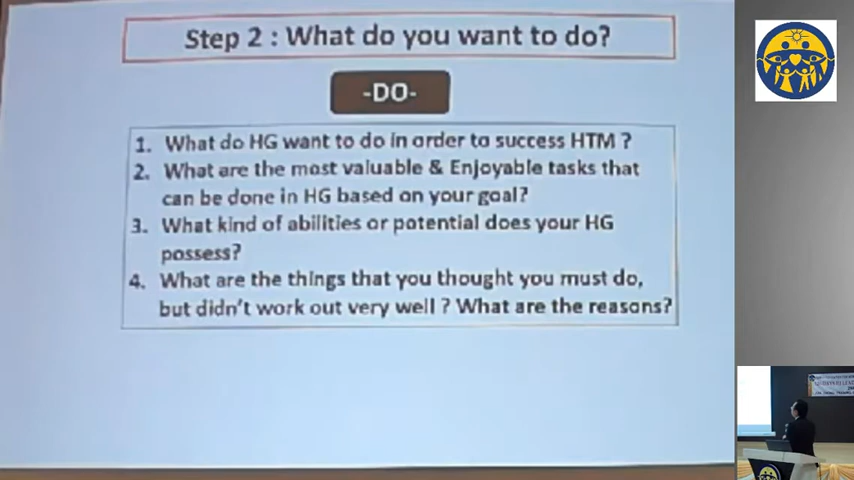 Step 2 : What do you want to do?
-DO-
1. What do HG want to do in order to success HTM ?
2. What are the most valuable & Enjoyable tasks that
can be done in HG based on your goal?
3. What kind of abilities or potential does your HG
possess?
4. What are the things that you thought you must do,
but didn't work out very well ? What are the reasons?